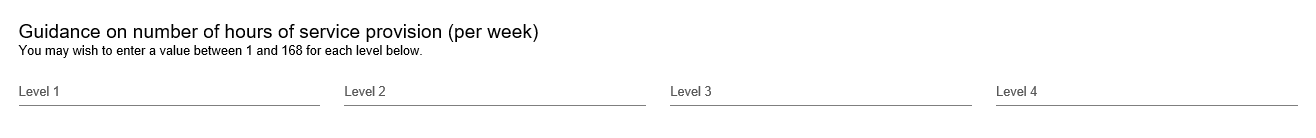 Guidance on number of hours of service provision (per week)
You may wish to enter a value between 1 and 168 for each level below.
Level 1 Level 2 Level 3 Level 4